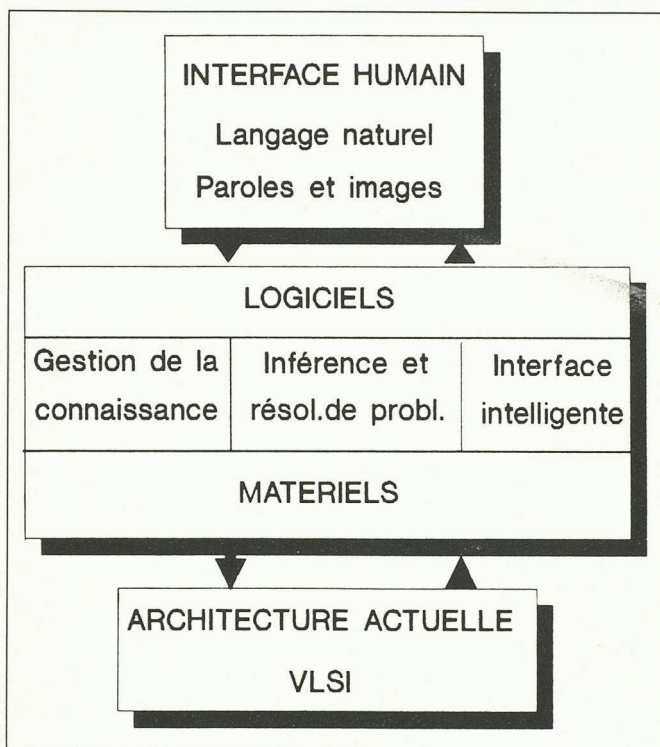 INTERFACE HUMAIN
Langage naturel
Paroles et images
LOGICIELS
Gestion de la
connaissance
Inférence et
résol.de probl.
Interface
intelligente
MATERIELS
ARCHITECTURE ACTUELLE
VLSI